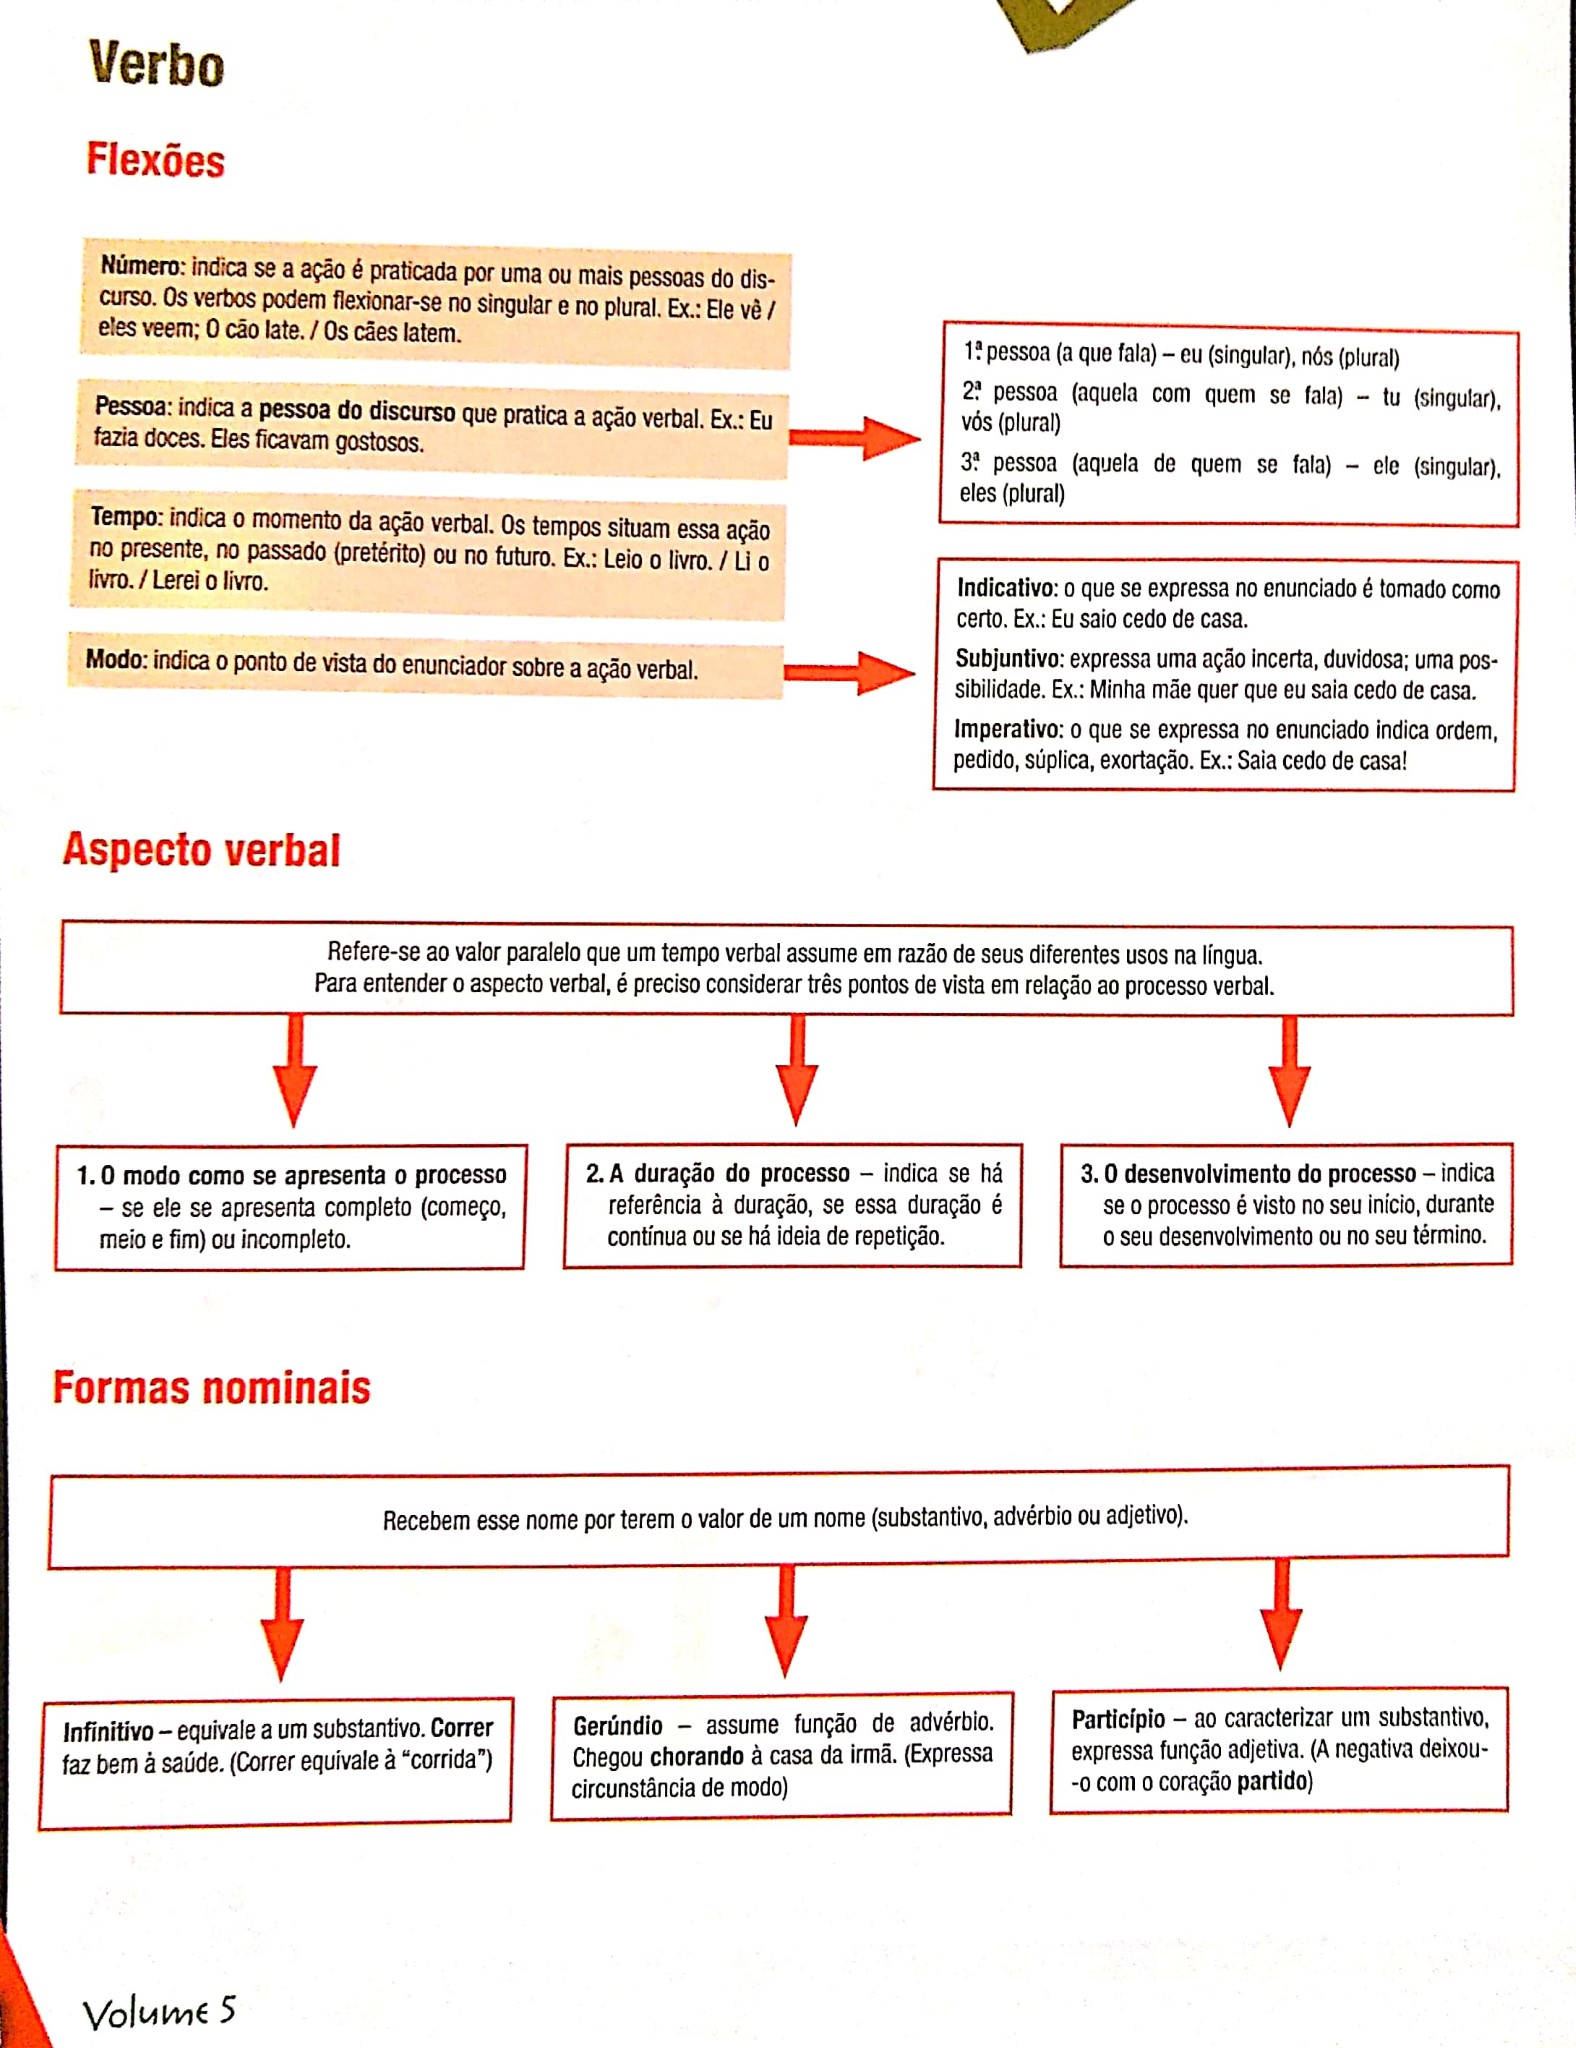 Verbo
Flexões
Número: indica se a ação é praticada por uma ou mais pessoas do dis-
curso. Os verbos podem flexionar-se no singular e no plural. Ex.: Ele vê /
eles veem; O cão late. / Os cães latem.
Pessoa: indica a pessoa do discurso que pratica a ação verbal. Ex.: Eu
fazia doces. Eles ficavam gostosos.
1ª pessoa (a que fala) – eu (singular), nós (plural)
2ª pessoa (aquela com quem se fala) – tu (singular),
vós (plural)
3ª pessoa (aquela de quem se fala) – ele (singular),
eles (plural)
Tempo: indica o momento da ação verbal. Os tempos situam essa ação
no presente, no passado (pretérito) ou no futuro. Ex.: Leio o livro. / Li o
livro. / Lerei o livro.
Modo: indica o ponto de vista do enunciador sobre a ação verbal.
Indicativo: o que se expressa no enunciado é tomado como
certo. Ex.: Eu saio cedo de casa.
Subjuntivo: expressa uma ação incerta, duvidosa; uma pos-
sibilidade. Ex.: Minha mãe quer que eu saia cedo de casa.
Imperativo: o que se expressa no enunciado indica ordem,
pedido, súplica, exortação. Ex.: Saia cedo de casa!
Aspecto verbal
Refere-se ao valor paralelo que um tempo verbal assume em razão de seus diferentes usos na língua.
Para entender o aspecto verbal, é preciso considerar três pontos de vista em relação ao processo verbal.
1. O modo como se apresenta o processo
– se ele se apresenta completo (começo,
meio e fim) ou incompleto.
2. A duração do processo – indica se há
referência à duração, se essa duração é
contínua ou se há ideia de repetição.
3. O desenvolvimento do processo – indica
se o processo é visto no seu início, durante
o seu desenvolvimento ou no seu término.
Formas nominais
Recebem esse nome por terem o valor de um nome (substantivo, advérbio ou adjetivo).
Infinitivo – equivale a um substantivo. Correr
faz bem à saúde. (Correr equivale à “corrida”)
Gerúndio – assume função de advérbio.
Chegou chorando à casa da irmã. (Expressa
circunstância de modo)
Particípio – ao caracterizar um substantivo,
expressa função adjetiva. (A negativa deixou-
-o com o coração partido)
Volume 5